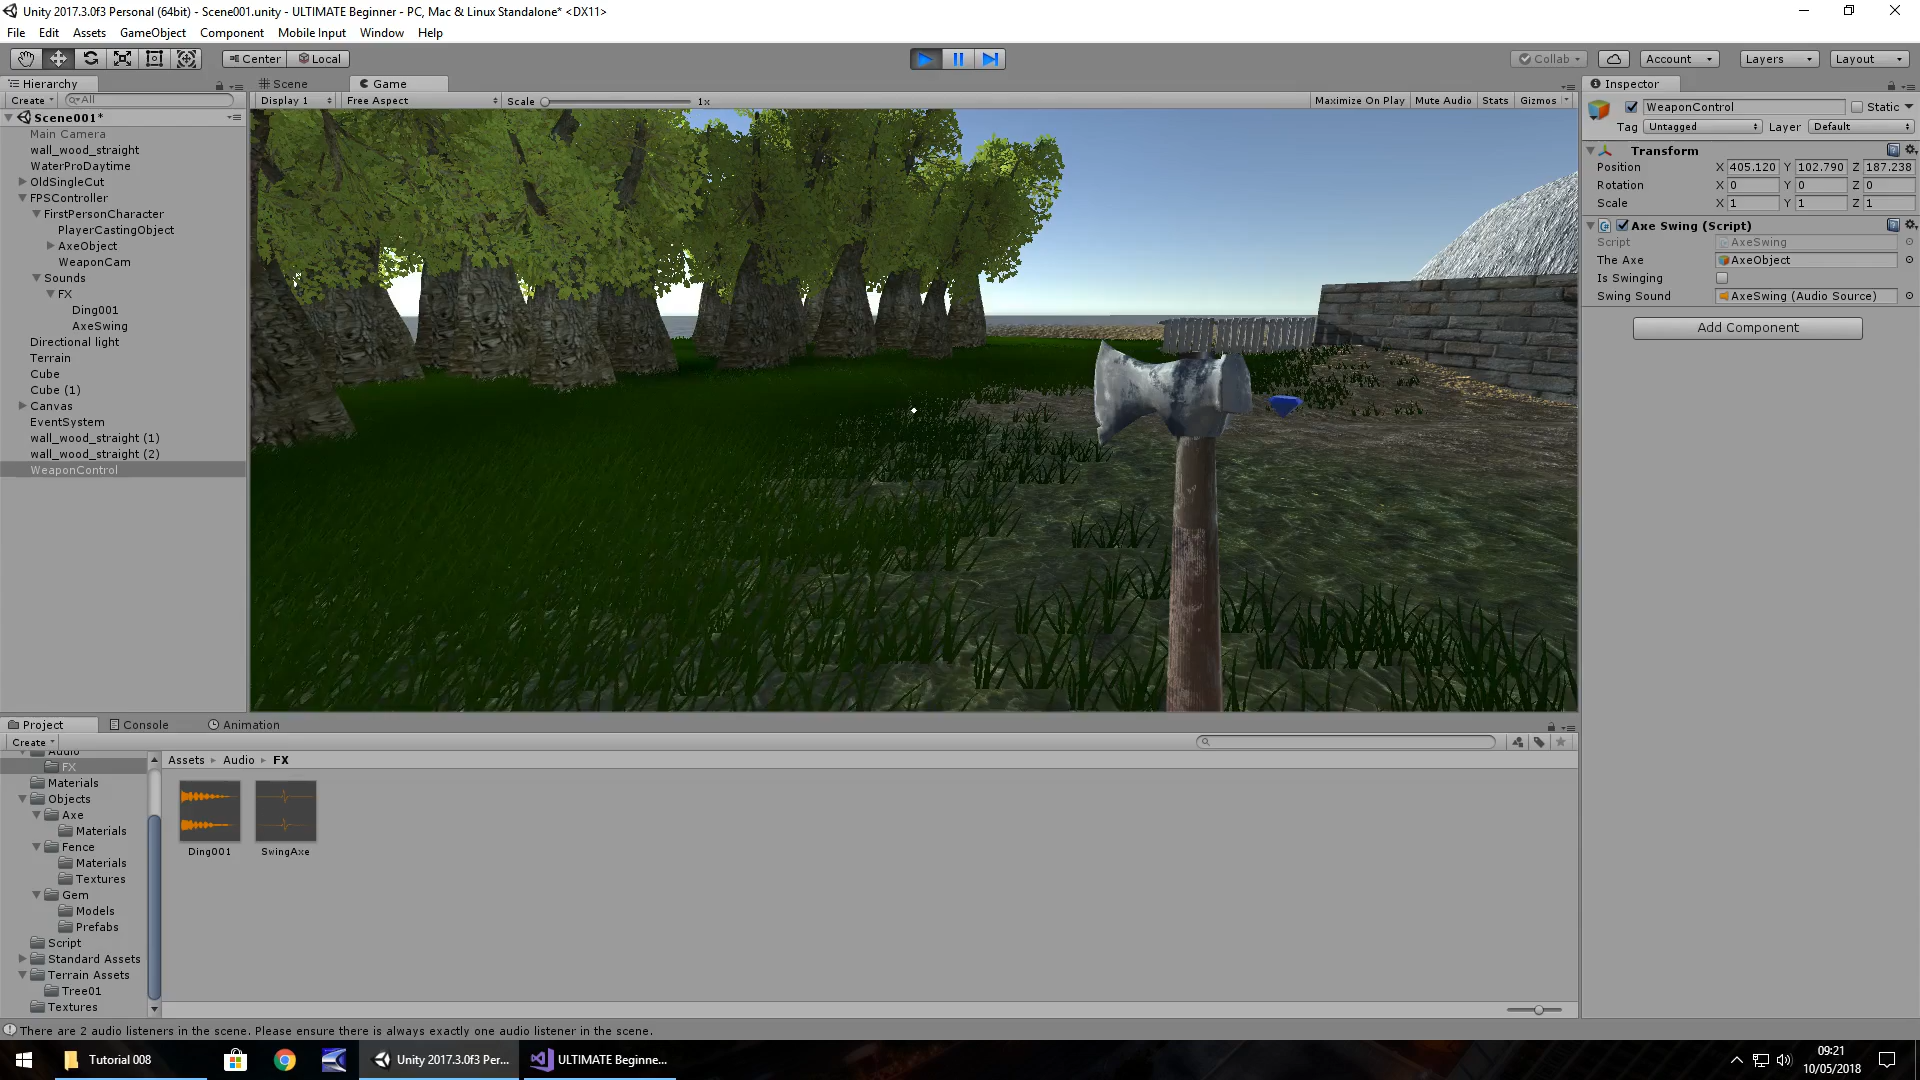 Unity 2017.3.0f3 Personal (64bit) - Scene001.unity - ULTIMATE Beginner - PC, Mac & Linux Standalone* <DX11>
File Edit Assets GameObject Component Mobile Input Window Help
Center Local Collab Account Layers Layout
Hierarchy Scene Game Inspector
Create All Display 1 Free Aspect Scale 1x Maximize On Play Mute Audio Stats Gizmos
Scene001*
Main Camera
wall_wood_straight
WaterProDaytime
OldSingleCut
FPSController
FirstPersonCharacter
PlayerCastingObject
AxeObject
WeaponCam
Sounds
FX
Ding001
AxeSwing
Directional light
Terrain
Cube
Cube (1)
Canvas
EventSystem
wall_wood_straight (1)
wall_wood_straight (2)
WeaponControl
WeaponControl Static
Tag Untagged Layer Default
Transform
Position X 405.120 Y 102.790 Z 187.238
Rotation X 0 Y 0 Z 0
Scale X 1 Y 1 Z 1
Axe Swing (Script)
Script AxeSwing
The Axe AxeObject
Is Swinging
Swing Sound AxeSwing (Audio Source)
Add Component
Project Console Animation
Create
Audio
FX
Materials
Objects
Axe
Materials
Fence
Materials
Textures
Gem
Models
Prefabs
Script
Standard Assets
Terrain Assets
Tree01
Textures
Assets Audio FX
Ding001 SwingAxe
There are 2 audio listeners in the scene. Please ensure there is always exactly one audio listener in the scene.
Tutorial 008 Unity 2017.3.0f3 Per... ULTIMATE Beginne...
09:21
10/05/2018